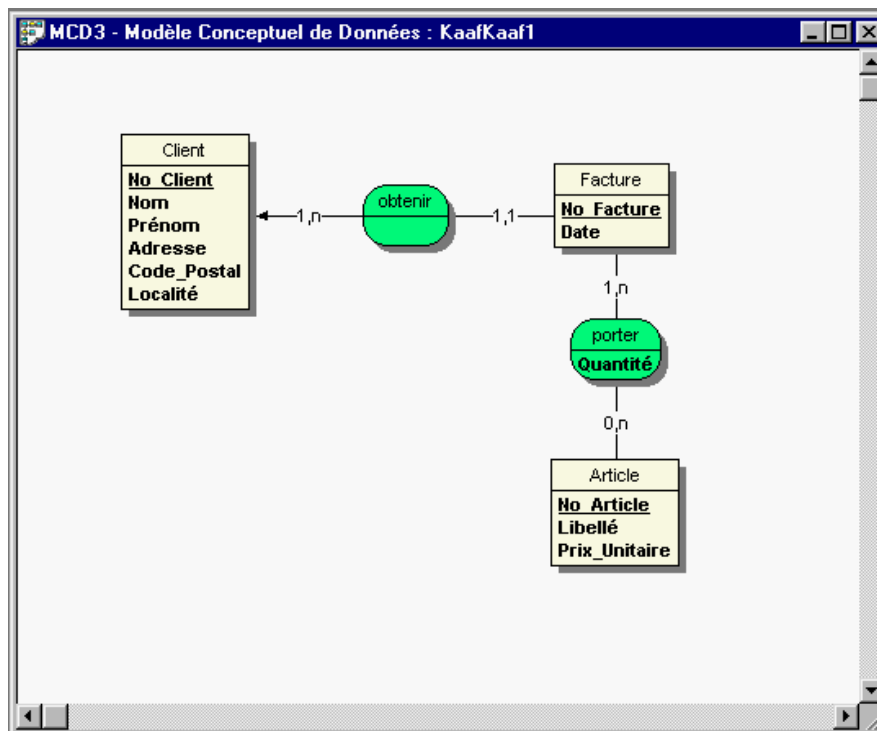 MCD3 - Modèle Conceptuel de Données : KaafKaaf1
Client
No_Client
Nom
Prénom
Adresse
Code_Postal
Localité
1,n
obtenir
1,1
Facture
No_Facture
Date
1,n
porter
Quantité
0,n
Article
No_Article
Libellé
Prix_Unitaire